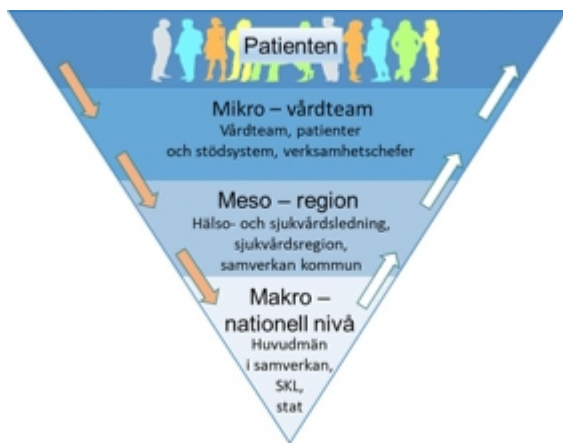 Patienten
Mikro – vårdteam
Vårdteam, patienter
och stödsystem, verksamhetschefer
Meso – region
Hälso- och sjukvårdsledning,
sjukvårdsregion,
samverkan kommun
Makro –
nationell nivå
Huvudmän
i samverkan,
SKL,
stat